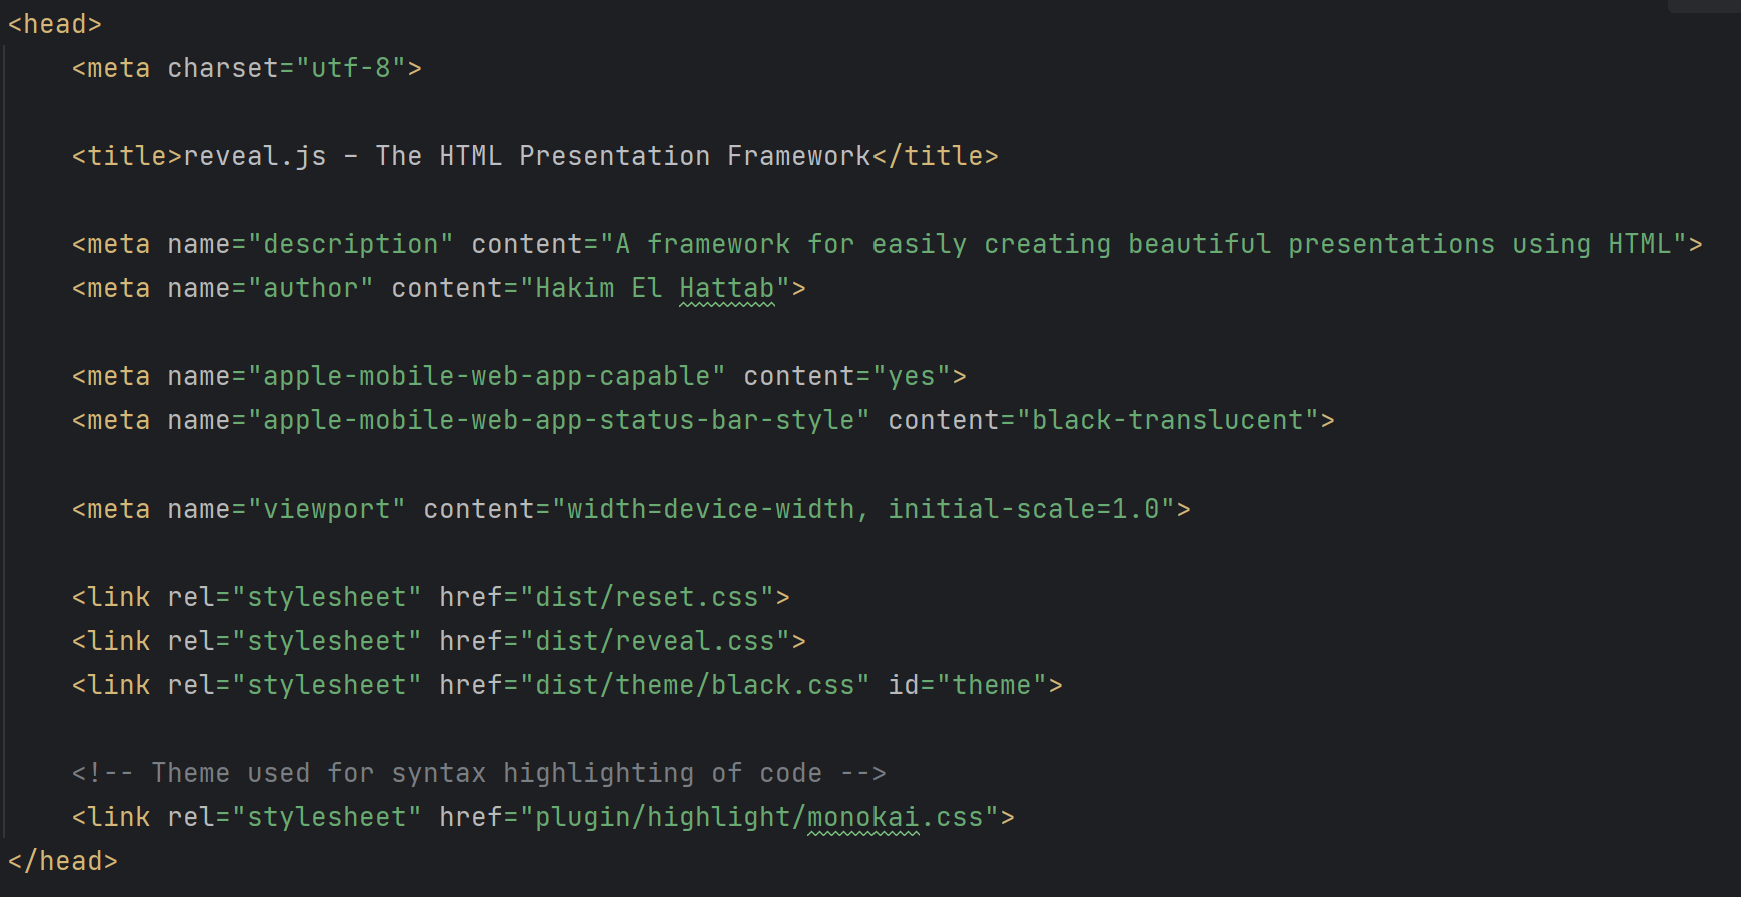 <head>
<meta charset="utf-8">
<title>reveal.js – The HTML Presentation Framework</title>
<meta name="description" content="A framework for easily creating beautiful presentations using HTML">
<meta name="author" content="Hakim El Hattab">
<meta name="apple-mobile-web-app-capable" content="yes">
<meta name="apple-mobile-web-app-status-bar-style" content="black-translucent">
<meta name="viewport" content="width=device-width, initial-scale=1.0">
<link rel="stylesheet" href="dist/reset.css">
<link rel="stylesheet" href="dist/reveal.css">
<link rel="stylesheet" href="dist/theme/black.css" id="theme">
<!-- Theme used for syntax highlighting of code -->
<link rel="stylesheet" href="plugin/highlight/monokai.css">
</head>